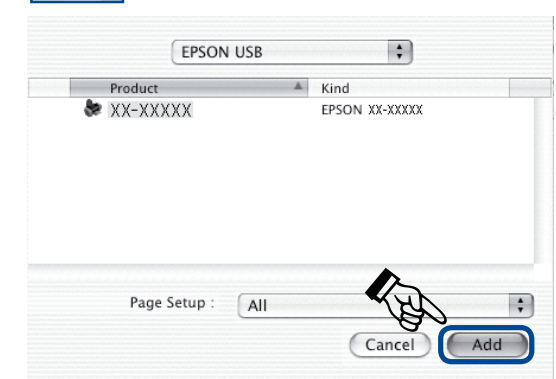 EPSON USB
Product Kind
XX-XXXXX EPSON XX-XXXXX
Page Setup : All
Cancel Add